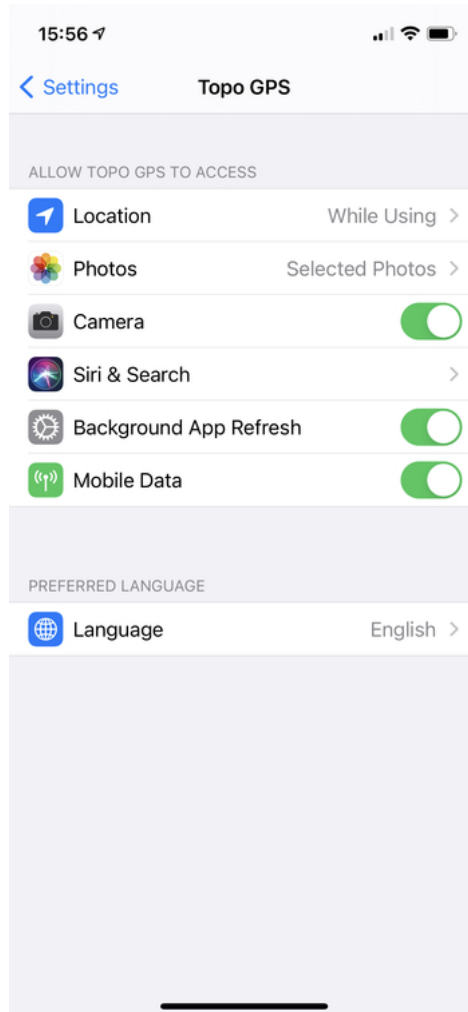 15:56
Settings Topo GPS
ALLOW TOPO GPS TO ACCESS
Location While Using
Photos Selected Photos
Camera
Siri & Search
Background App Refresh
Mobile Data
PREFERRED LANGUAGE
Language English